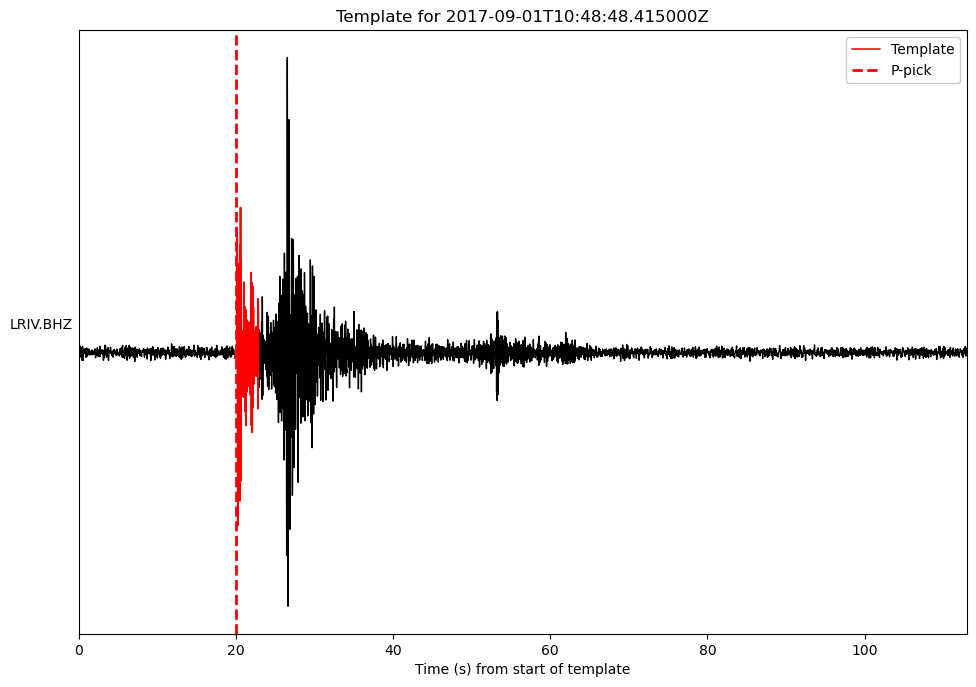 Template for 2017-09-01T10:48:48.415000Z
Template
P-pick
LRIV.BHZ
0 20 40 60 80 100
Time (s) from start of template